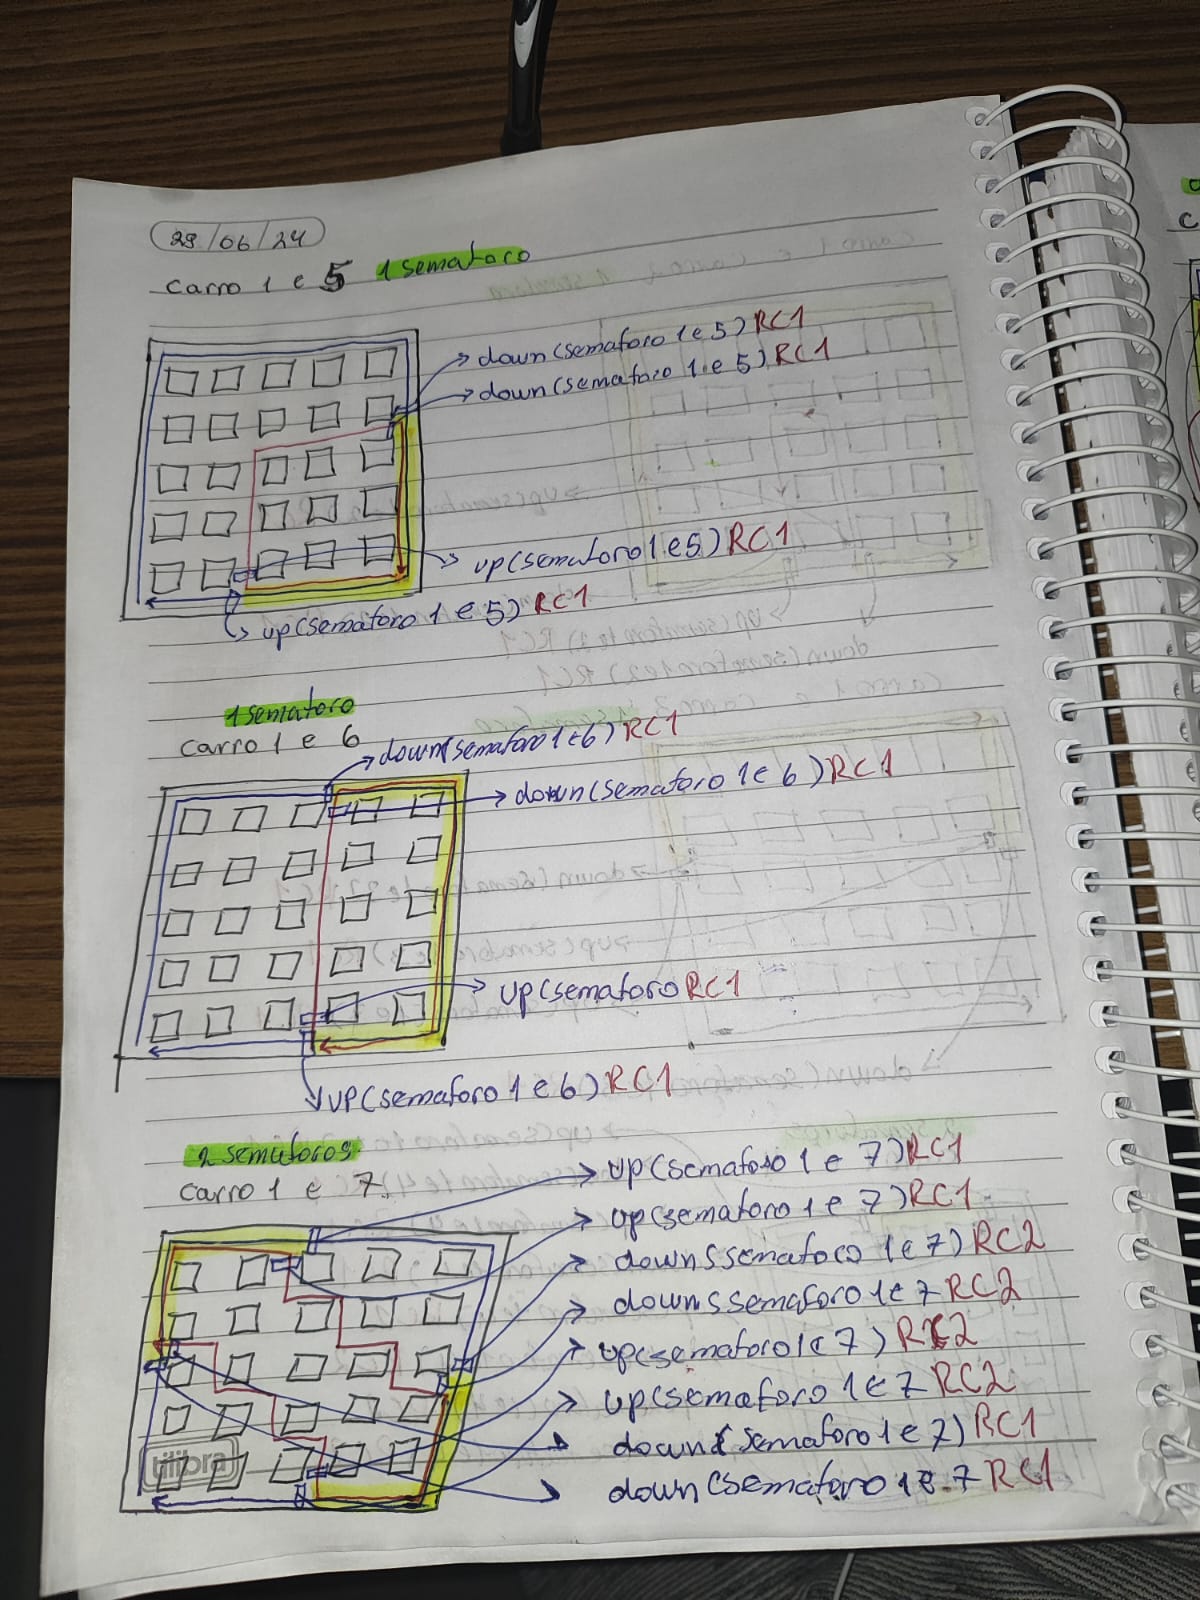 29/06/24
carro 1 e 5 1 semaforo
down(semaforo 1 e 5) RC1
down(semaforo 1 e 5) RC1
up(semaforo 1 e 5) RC1
up(semaforo 1 e 5) RC1
1 semaforo
carro 1 e 6
down(semaforo 1 e 6) RC1
down(semaforo 1 e 6) RC1
up(semaforo RC1
up(semaforo 1 e 6) RC1
2 semaforos
carro 1 e 7
up(semaforo 1 e 7) RC1
up(semaforo 1 e 7) RC1
down(semaforo 1 e 7) RC2
down(semaforo 1 e 7 RC2
up(semaforo 1 e 7) RC2
up(semaforo 1 e 7 RC2
down(semaforo 1 e 7) RC1
down(semaforo 1 e 7 RC1
tilibra